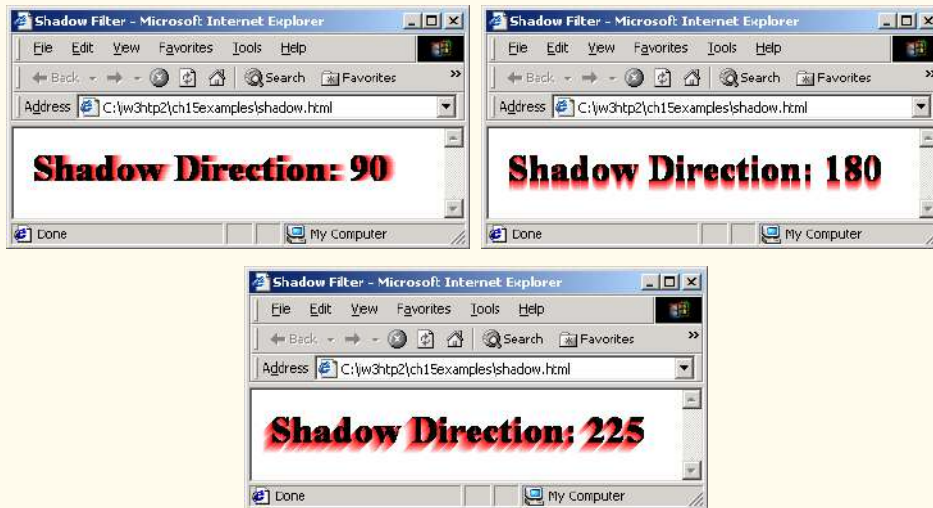 Shadow Filter - Microsoft Internet Explorer
File Edit View Favorites Tools Help
Back Search Favorites »
Address C:\iw3htp2\ch15examples\shadow.html
Shadow Direction: 90
Done My Computer
Shadow Filter - Microsoft Internet Explorer
File Edit View Favorites Tools Help
Back Search Favorites »
Address C:\iw3htp2\ch15examples\shadow.html
Shadow Direction: 180
Done My Computer
Shadow Filter - Microsoft Internet Explorer
File Edit View Favorites Tools Help
Back Search Favorites »
Address C:\iw3htp2\ch15examples\shadow.html
Shadow Direction: 225
Done My Computer